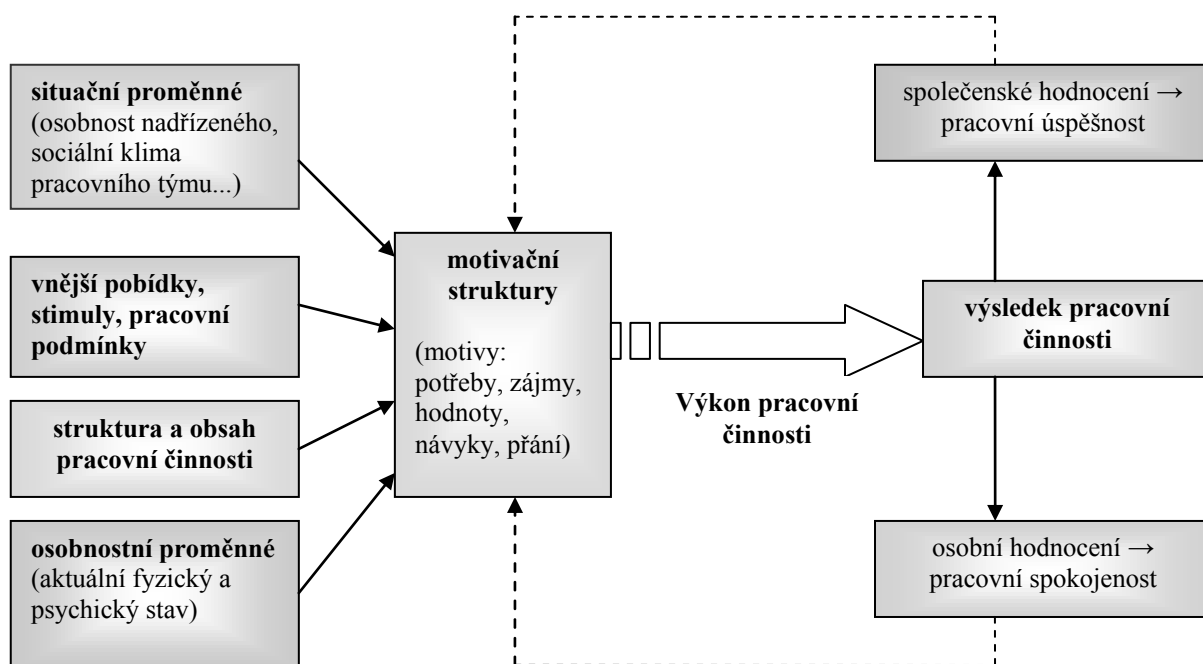 situační proměnné
(osobnost nadřízeného,
sociální klima
pracovního týmu...)
vnější pobídky,
stimuly, pracovní
podmínky
struktura a obsah
pracovní činnosti
osobnostní proměnné
(aktuální fyzický a
psychický stav)
motivační
struktury
(motivy:
potřeby, zájmy,
hodnoty,
návyky, přání)
Výkon pracovní
činnosti
společenské hodnocení →
pracovní úspěšnost
výsledek pracovní
činnosti
osobní hodnocení →
pracovní spokojenost